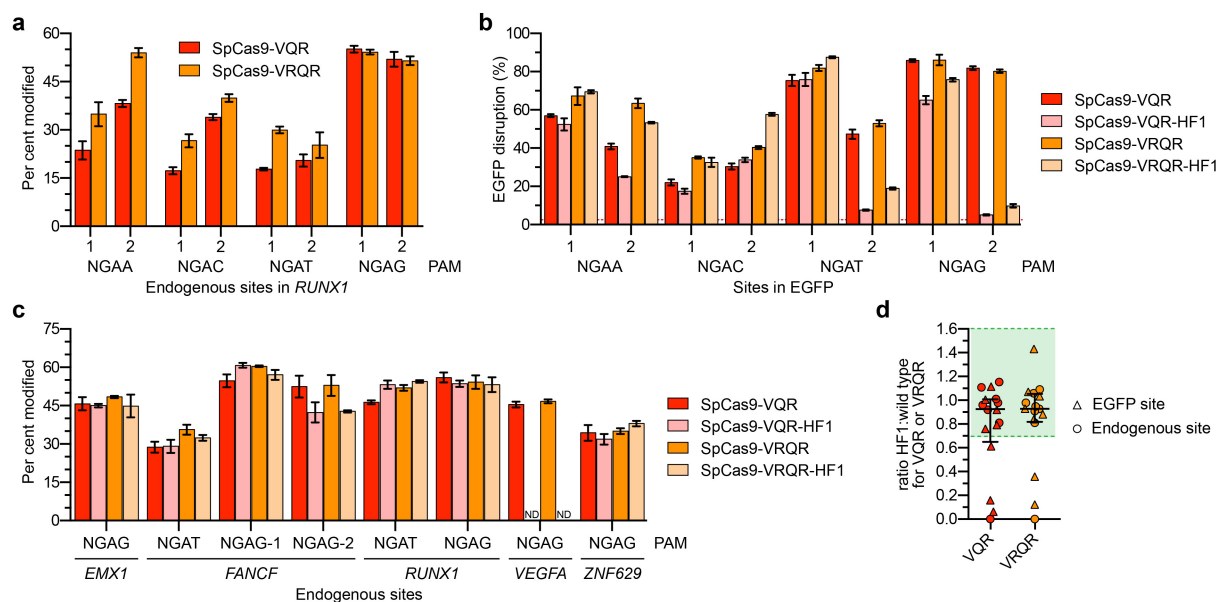 a
60
45
30
15
0
Per cent modified
SpCas9-VQR
SpCas9-VRQR
1 2 1 2 1 2 1 2
NGAA NGAC NGAT NGAG PAM
Endogenous sites in RUNX1
b
100
80
60
40
20
0
EGFP disruption (%)
SpCas9-VQR
SpCas9-VQR-HF1
SpCas9-VRQR
SpCas9-VRQR-HF1
1 2 1 2 1 2 1 2
NGAA NGAC NGAT NGAG PAM
Sites in EGFP
c
75
60
45
30
15
0
Per cent modified
ND ND
SpCas9-VQR
SpCas9-VQR-HF1
SpCas9-VRQR
SpCas9-VRQR-HF1
NGAG NGAT NGAG-1 NGAG-2 NGAT NGAG NGAG NGAG PAM
EMX1 FANCF RUNX1 VEGFA ZNF629
Endogenous sites
d
1.6
1.4
1.2
1.0
0.8
0.6
0.4
0.2
0.0
ratio HF1:wild type
for VQR or VRQR
EGFP site
Endogenous site
VQR VRQR